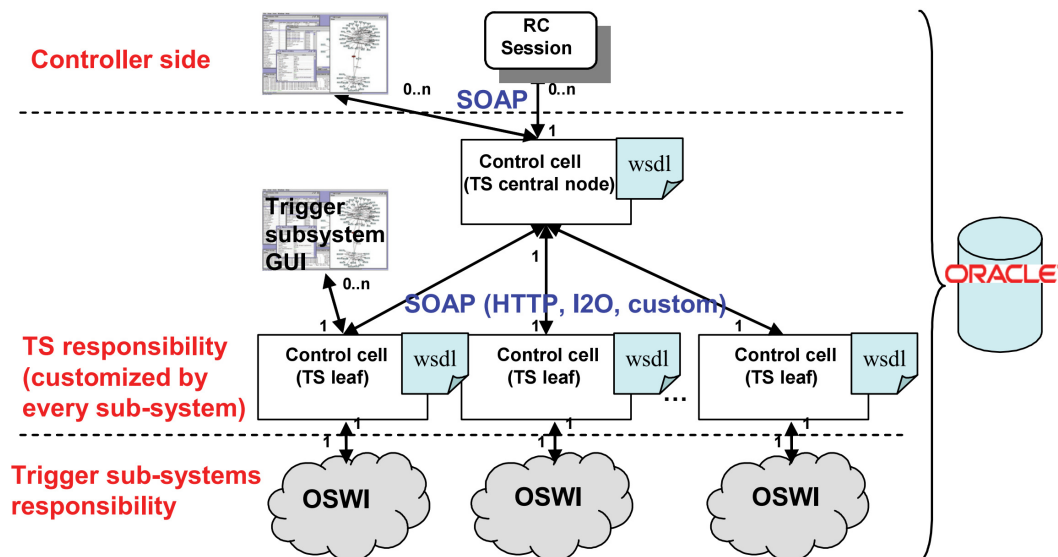 RC
Session
Controller side
0..n
SOAP
0..n
1
Control cell
(TS central node)
wsdl
Trigger
subsystem
GUI
1
0..n
SOAP (HTTP, I2O, custom)
ORACLE
1
1
1
TS responsibility
(customized by
every sub-system)
Control cell
(TS leaf)
wsdl
Control cell
(TS leaf)
wsdl
...
Control cell
(TS leaf)
wsdl
1
1
1
1
1
1
Trigger sub-systems
responsibility
OSWI
OSWI
OSWI